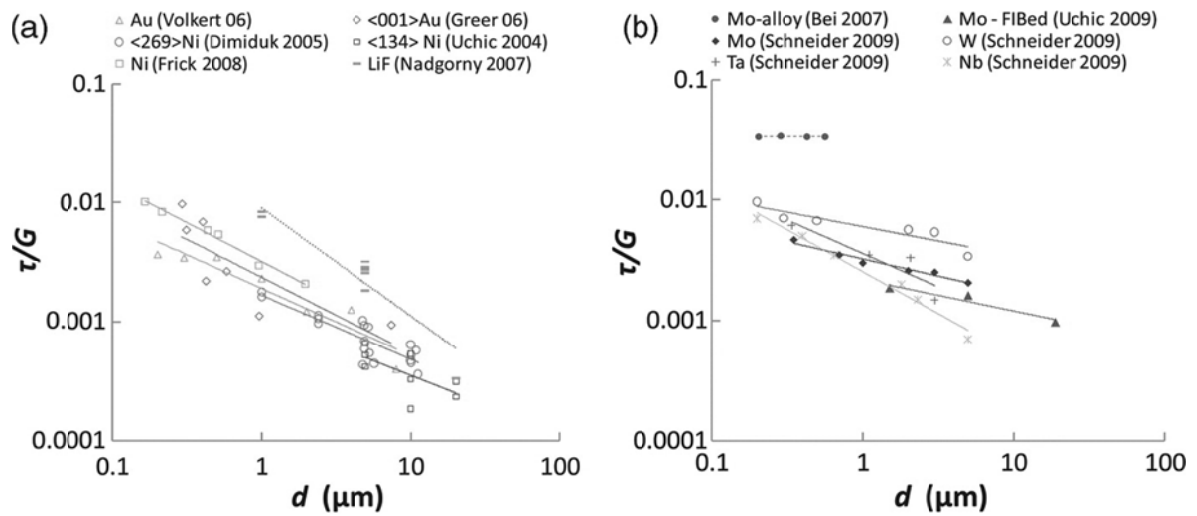 (a)
Au (Volkert 06) <001>Au (Greer 06)
<269>Ni (Dimiduk 2005) <134> Ni (Uchic 2004)
Ni (Frick 2008) LiF (Nadgorny 2007)
0.1
0.01
0.001
0.0001
τ/G
0.1 1 10 100
d (μm)
(b)
Mo-alloy (Bei 2007) Mo - FIBed (Uchic 2009)
Mo (Schneider 2009) W (Schneider 2009)
Ta (Schneider 2009) Nb (Schneider 2009)
0.1
0.01
0.001
0.0001
τ/G
0.1 1 10 100
d (μm)